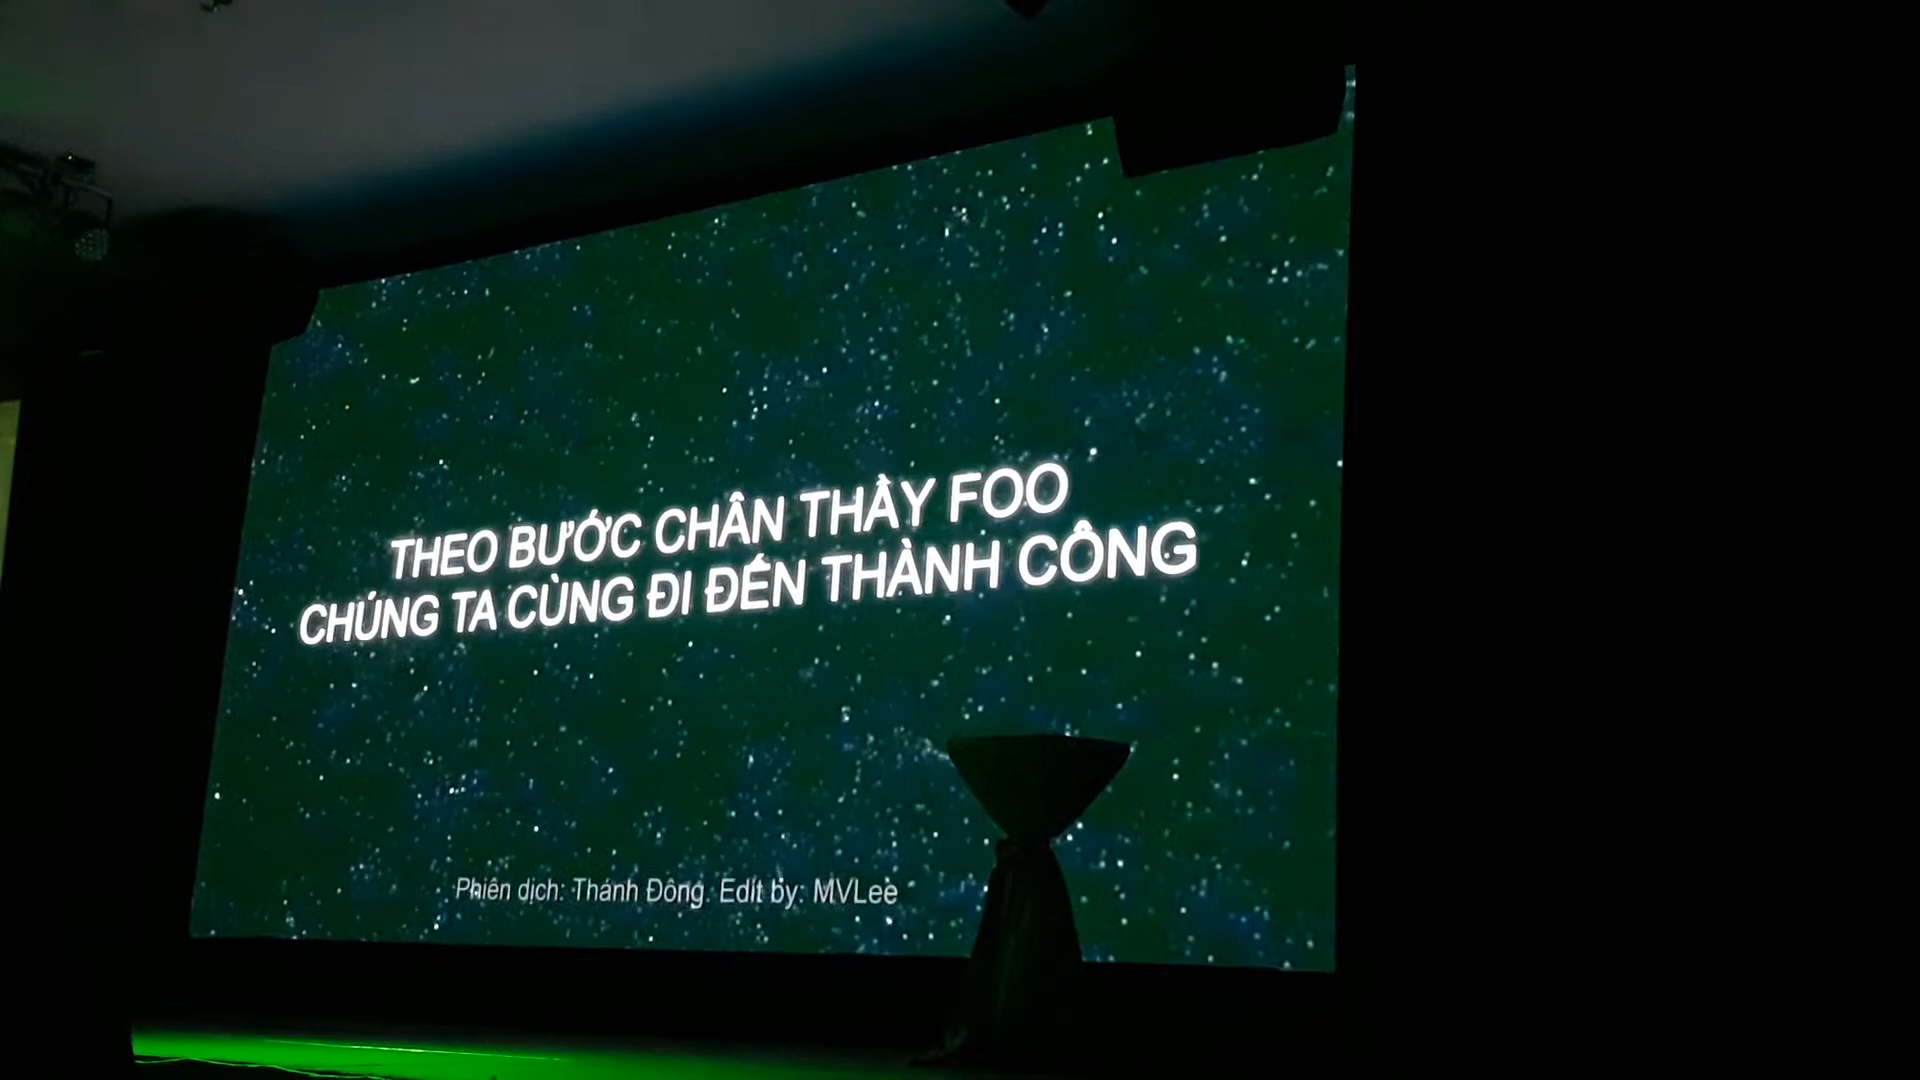 THEO BƯỚC CHÂN THẦY FOO
CHÚNG TA CÙNG ĐI ĐẾN THÀNH CÔNG
Phiên dịch: Thánh Đông. Edit by: MVLee